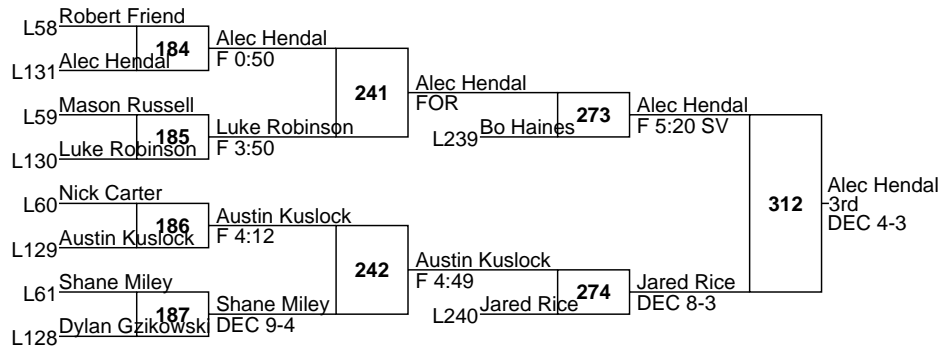 L58 Robert Friend
184
Alec Hendal
F 0:50
L131 Alec Hendal
241
Alec Hendal
FOR
L59 Mason Russell
185
Luke Robinson
F 3:50
L130 Luke Robinson
L239 Bo Haines
273
Alec Hendal
F 5:20 SV
L60 Nick Carter
186
Austin Kuslock
F 4:12
L129 Austin Kuslock
242
Austin Kuslock
F 4:49
L61 Shane Miley
187
Shane Miley
DEC 9-4
L128 Dylan Gzikowski
L240 Jared Rice
274
Jared Rice
DEC 8-3
312
Alec Hendal
3rd
DEC 4-3